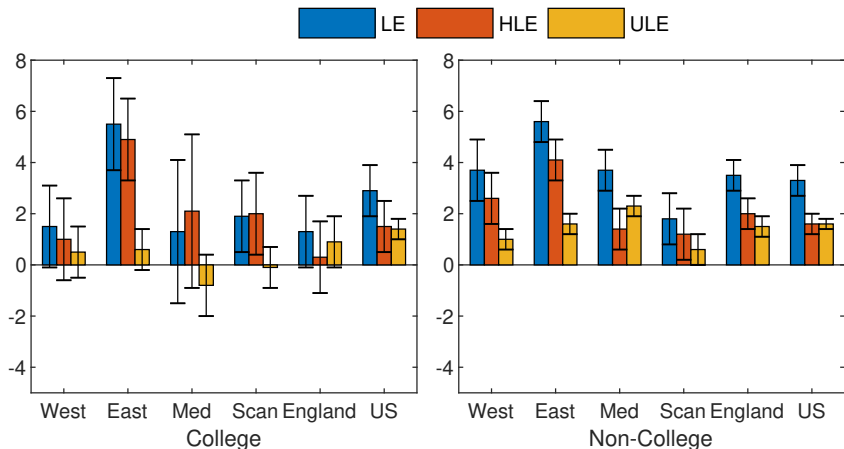 LE HLE ULE
8 8
6 6
4 4
2 2
0 0
-2 -2
-4 -4
West East Med Scan England US West East Med Scan England US
College Non-College